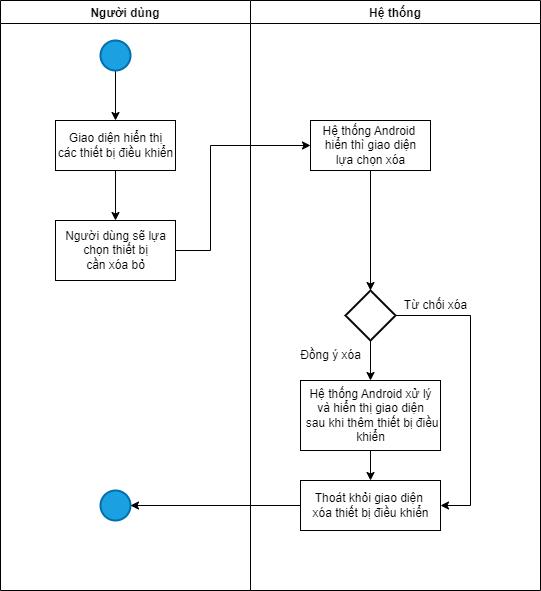 Người dùng
Hệ thống
Giao diện hiển thị
các thiết bị điều khiển
Người dùng sẽ lựa
chọn thiết bị
cần xóa bỏ
Hệ thống Android
hiển thì giao diện
lựa chọn xóa
Từ chối xóa
Đồng ý xóa
Hệ thống Android xử lý
và hiển thị giao diện
sau khi thêm thiết bị điều
khiển
Thoát khỏi giao diện
xóa thiết bị điều khiển